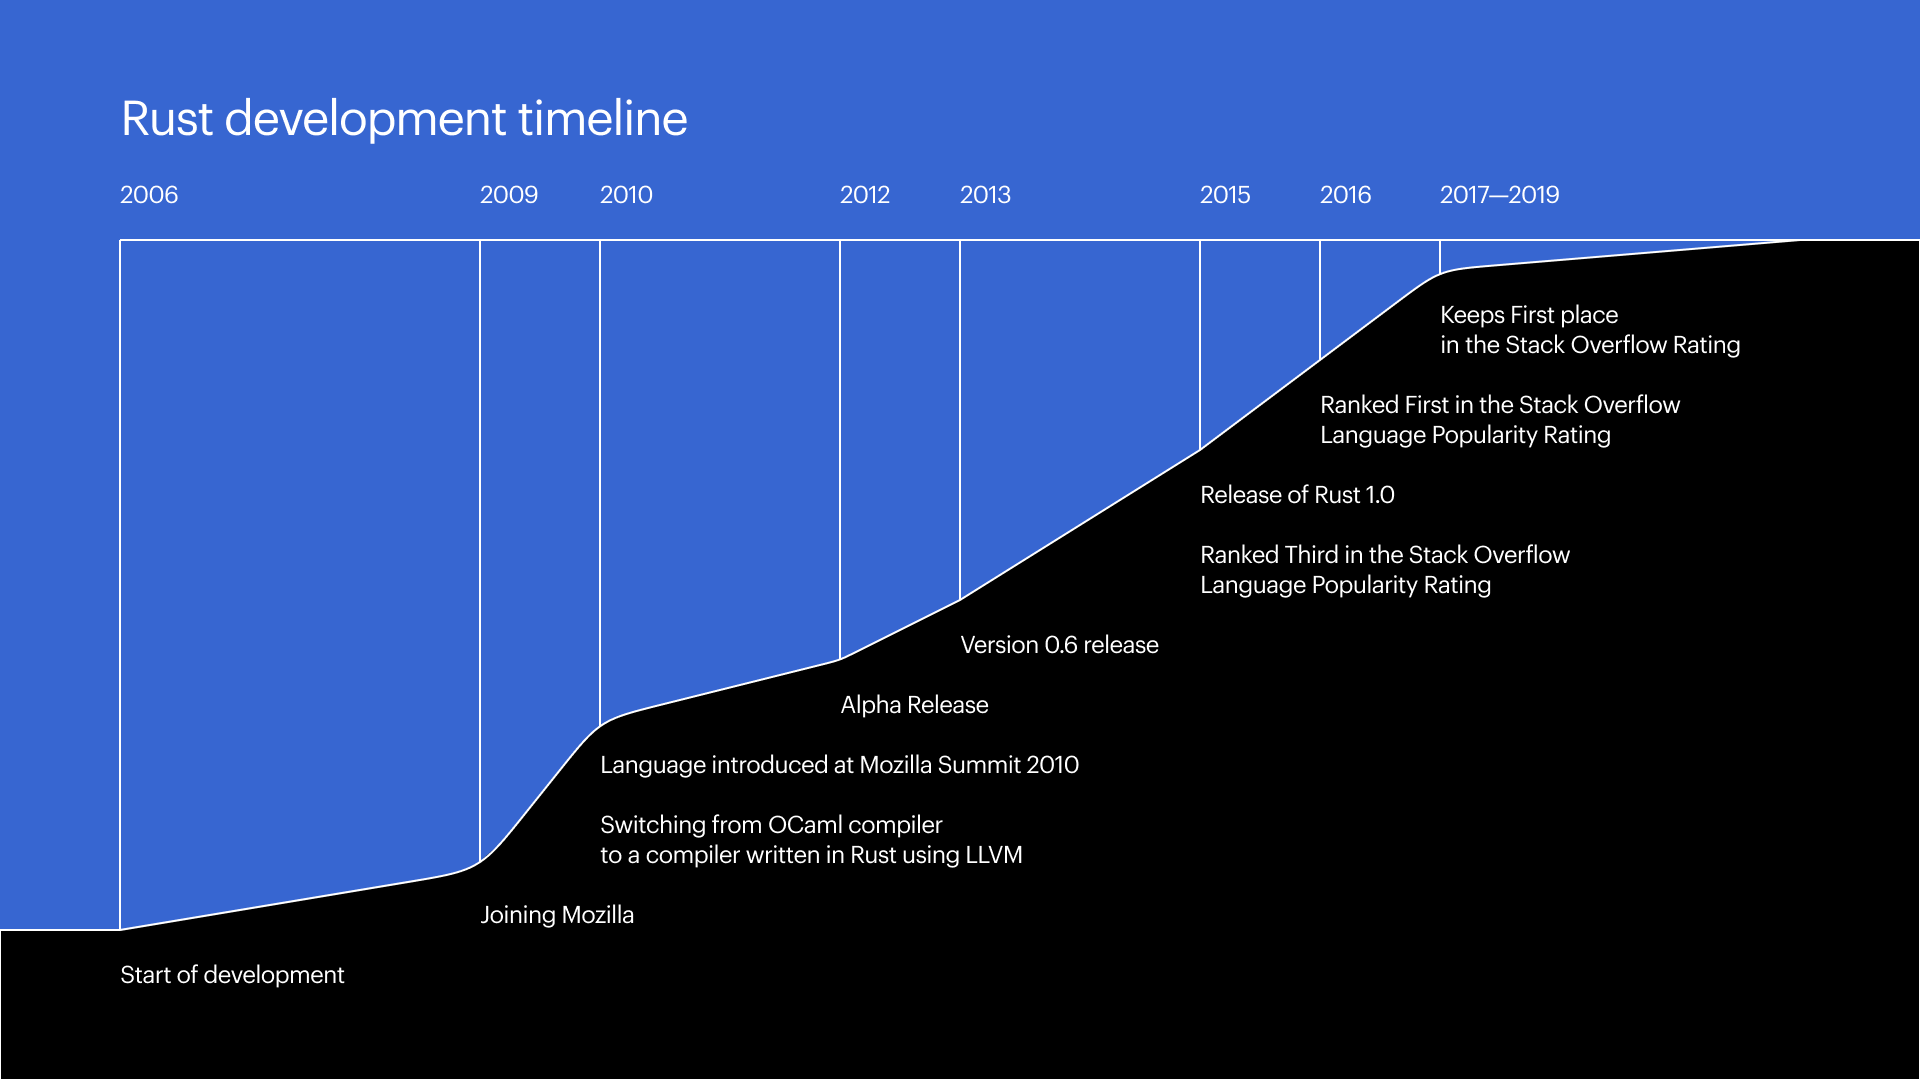 Rust development timeline
2006 2009 2010 2012 2013 2015 2016 2017—2019
Keeps First place
in the Stack Overflow Rating
Ranked First in the Stack Overflow
Language Popularity Rating
Release of Rust 1.0
Ranked Third in the Stack Overflow
Language Popularity Rating
Version 0.6 release
Alpha Release
Language introduced at Mozilla Summit 2010
Switching from OCaml compiler
to a compiler written in Rust using LLVM
Joining Mozilla
Start of development